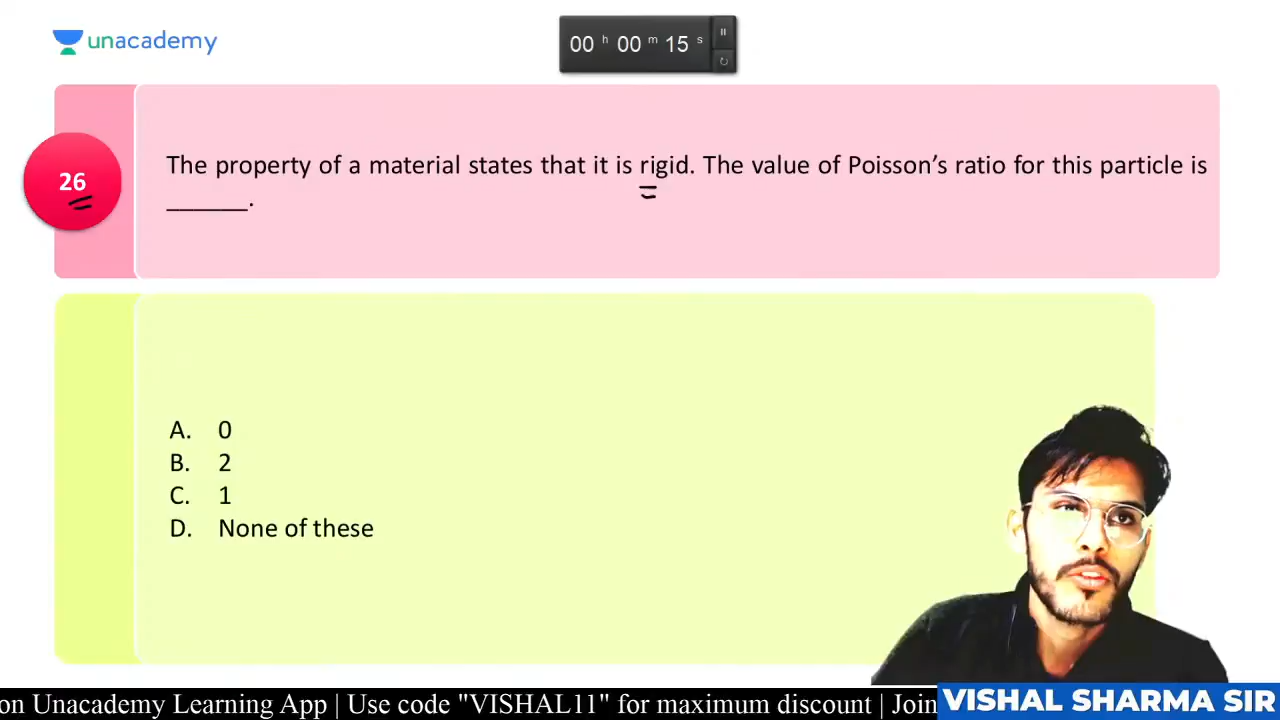 unacademy
00 h 00 m 15 s
26
The property of a material states that it is rigid. The value of Poisson’s ratio for this particle is
______.
A. 0
B. 2
C. 1
D. None of these
on Unacademy Learning App | Use code "VISHAL11" for maximum discount | Join
VISHAL SHARMA SIR